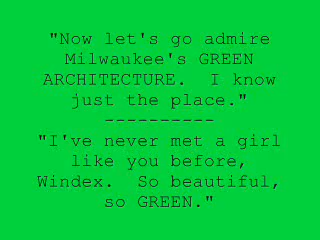 "Now let's go admire
Milwaukee's GREEN
ARCHITECTURE.  I know
just the place."
----------
"I've never met a girl
like you before,
Windex.  So beautiful,
so GREEN."